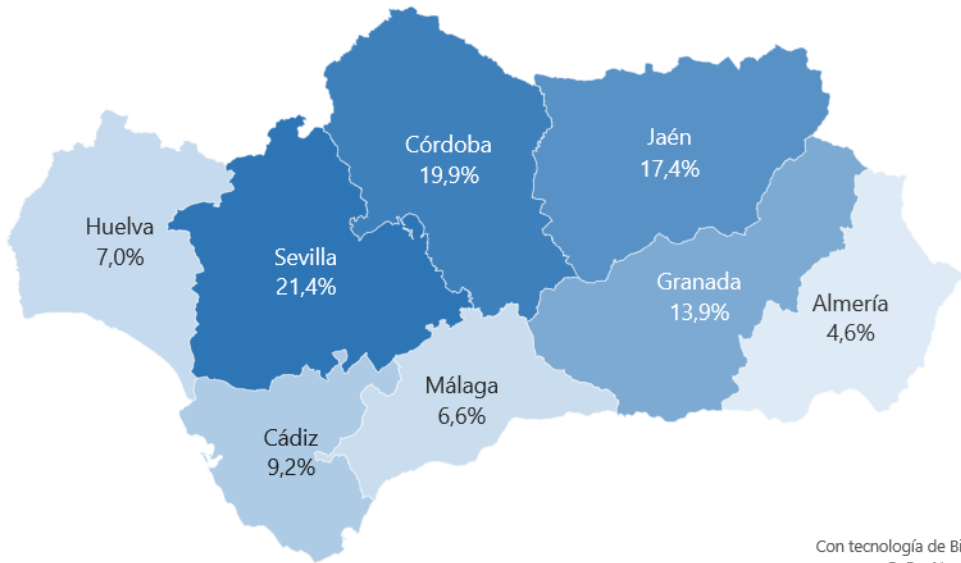 Córdoba
19,9%
Jaén
17,4%
Huelva
7,0%
Sevilla
21,4%
Granada
13,9%
Almería
4,6%
Málaga
6,6%
Cádiz
9,2%
Con tecnología de